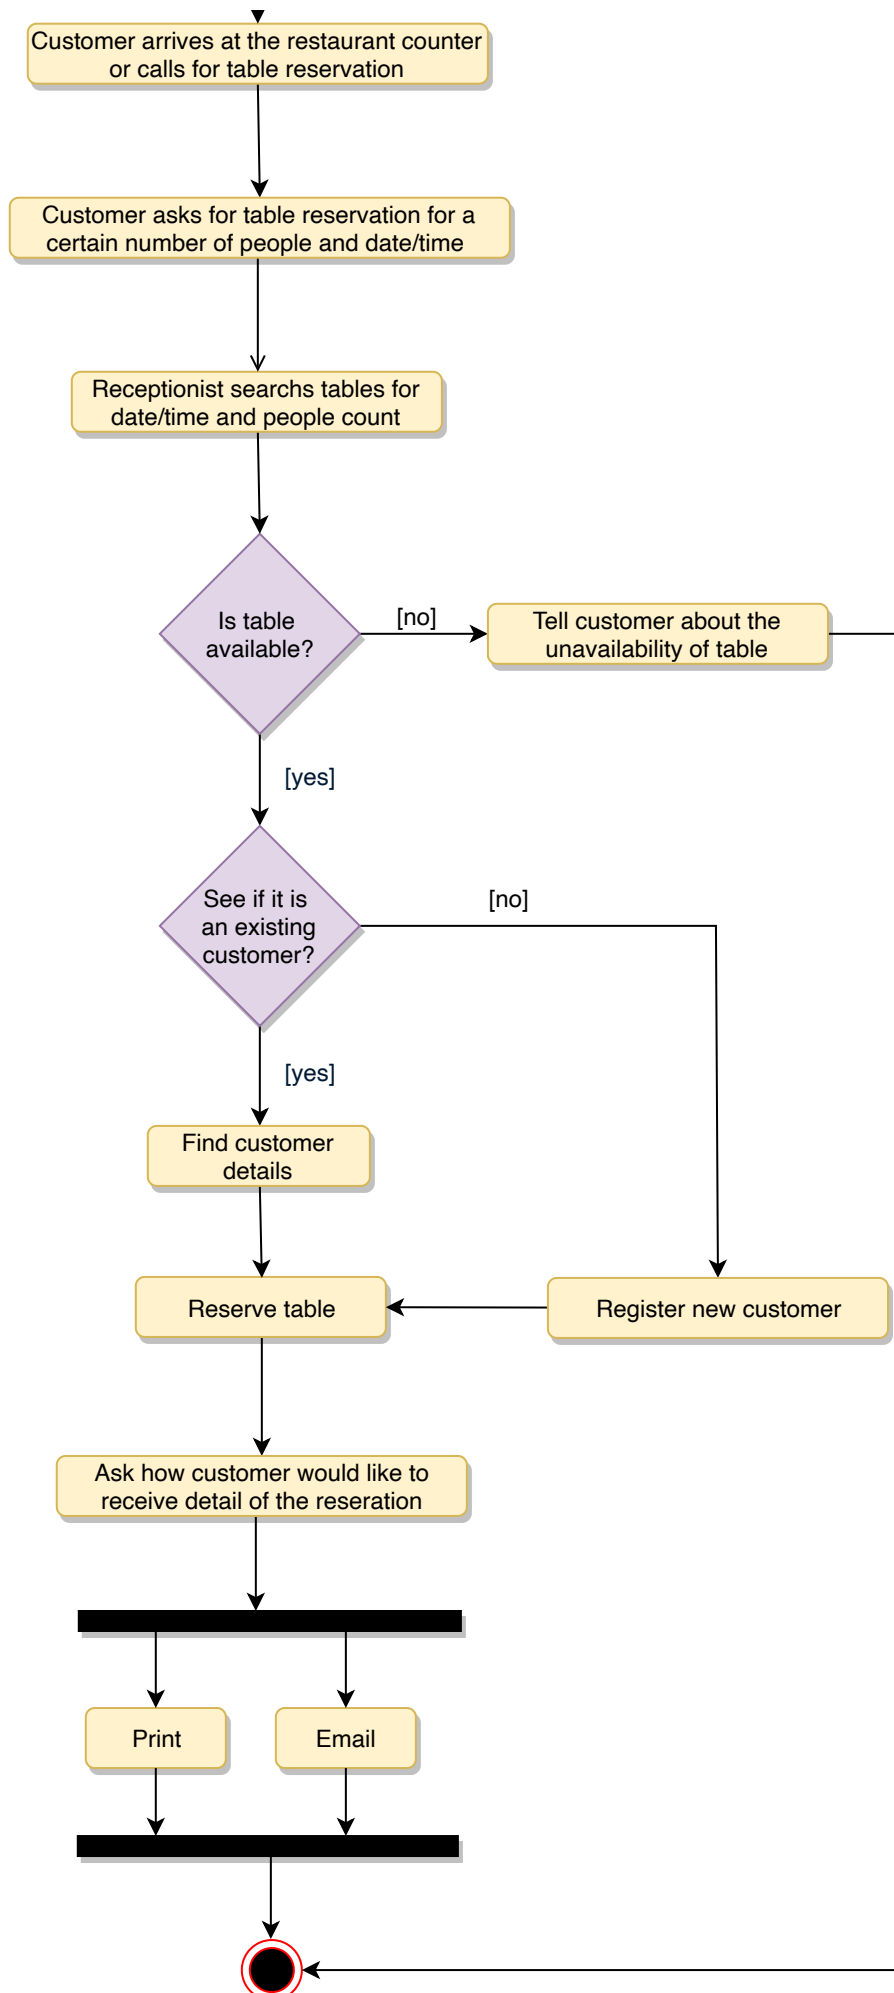 Customer arrives at the restaurant counter
or calls for table reservation
Customer asks for table reservation for a
certain number of people and date/time
Receptionist searchs tables for
date/time and people count
Is table
available?
[no]
Tell customer about the
unavailability of table
[yes]
See if it is
an existing
customer?
[no]
[yes]
Find customer
details
Reserve table
Register new customer
Ask how customer would like to
receive detail of the reseration
Print
Email